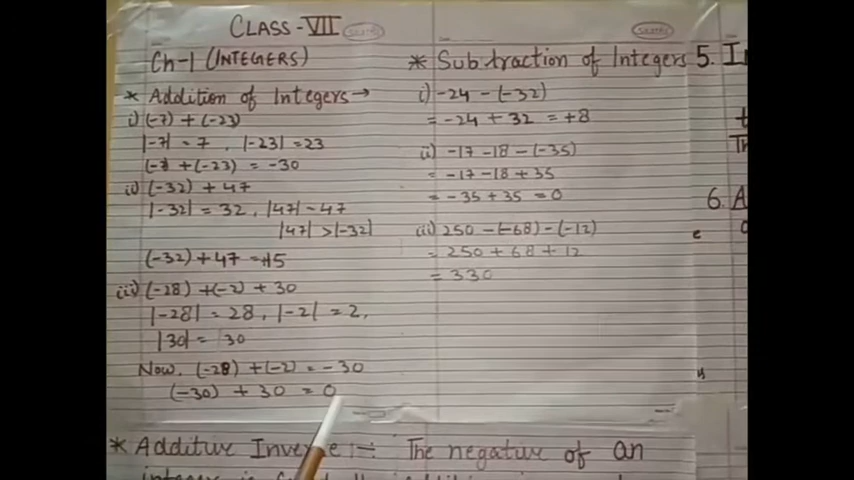 CLASS - VII
Ch-1 (INTEGERS)
* Addition of Integers →
i) (-7) + (-23)
|-7| = 7 , |-23| = 23
(-7) + (-23) = -30
ii) (-32) + 47
|-32| = 32, |47| = 47
|47| > |-32|
(-32) + 47 = +15
iii) (-28) + (-2) + 30
|-28| = 28, |-2| = 2,
|30| = 30
Now. (-28) + (-2) = -30
(-30) + 30 = 0
* Subtraction of Integers
i) -24 - (-32)
= -24 + 32 = +8
ii) -17 -18 - (-35)
= -17 - 18 + 35
= -35 + 35 = 0
iii) 250 - (-68) - (-12)
= 250 + 68 + 12
= 330
5. I
6. A
* Additive Inverse :- The negative of an
integer is